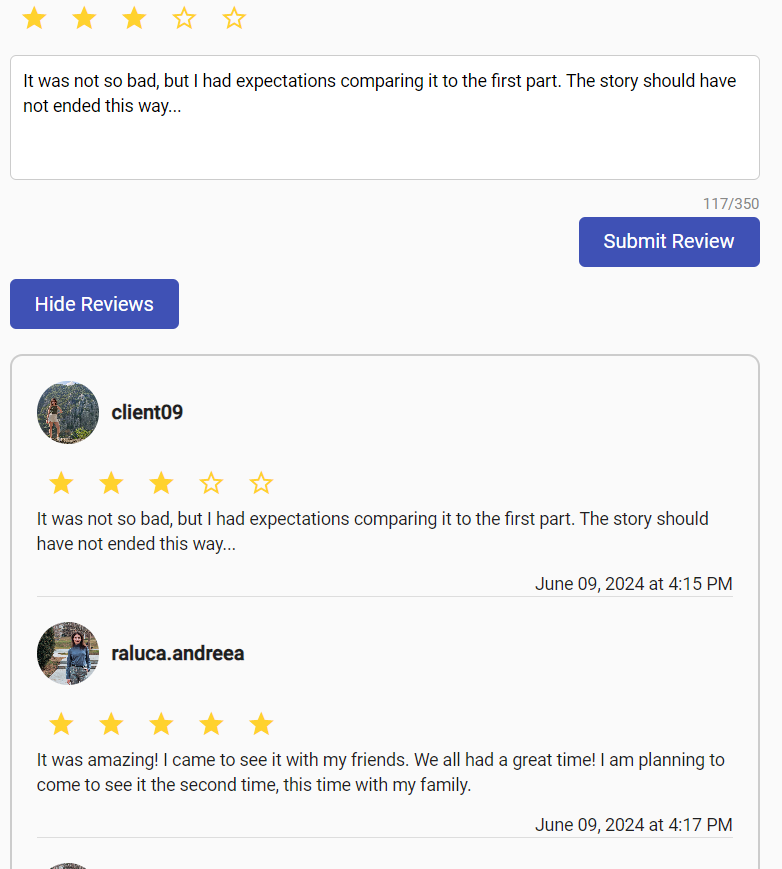 It was not so bad, but I had expectations comparing it to the first part. The story should have
not ended this way...
117/350
Submit Review
Hide Reviews
client09
It was not so bad, but I had expectations comparing it to the first part. The story should
have not ended this way...
June 09, 2024 at 4:15 PM
raluca.andreea
It was amazing! I came to see it with my friends. We all had a great time! I am planning to
come to see it the second time, this time with my family.
June 09, 2024 at 4:17 PM